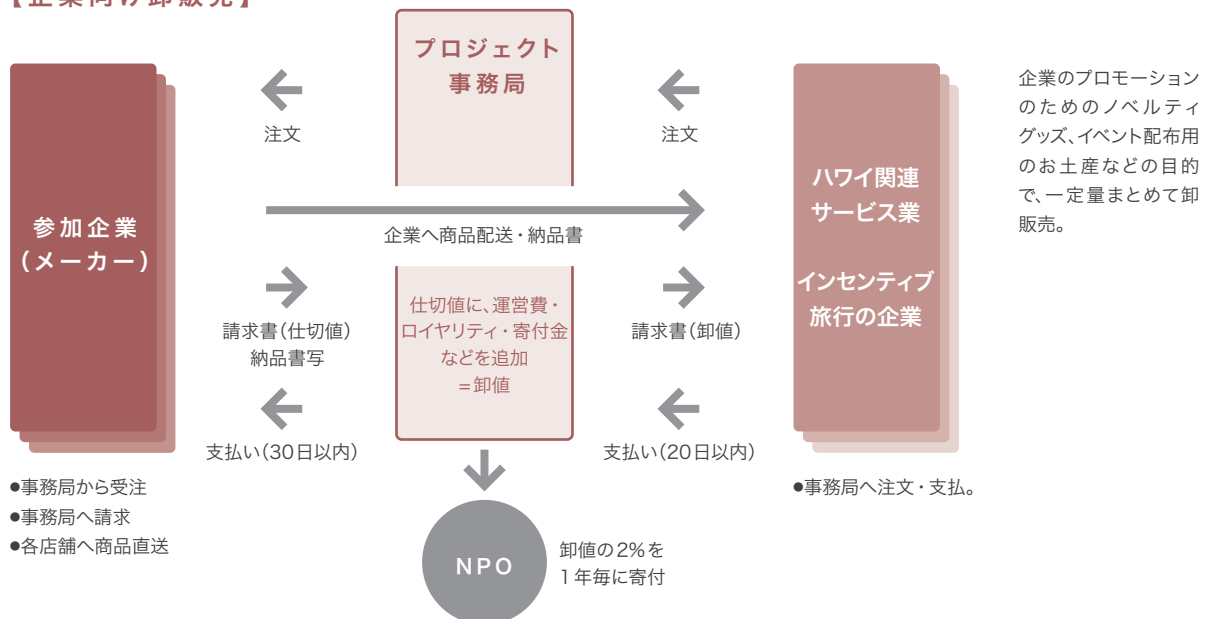 【企業向け卸販売】
プロジェクト
事務局
注文
注文
参加企業
（メーカー）
ハワイ関連
サービス業
インセンティブ
旅行の企業
企業のプロモーション
のためのノベルティ
グッズ、イベント配布用
のお土産などの目的
で、一定量まとめて卸
販売。
企業へ商品配送・納品書
請求書（仕切値）
納品書写
仕切値に、運営費・
ロイヤリティ・寄付金
などを追加
＝卸値
請求書（卸値）
支払い（30日以内）
支払い（20日以内）
●事務局から受注
●事務局へ請求
●各店舗へ商品直送
●事務局へ注文・支払。
NPO
卸値の2%を
1年毎に寄付